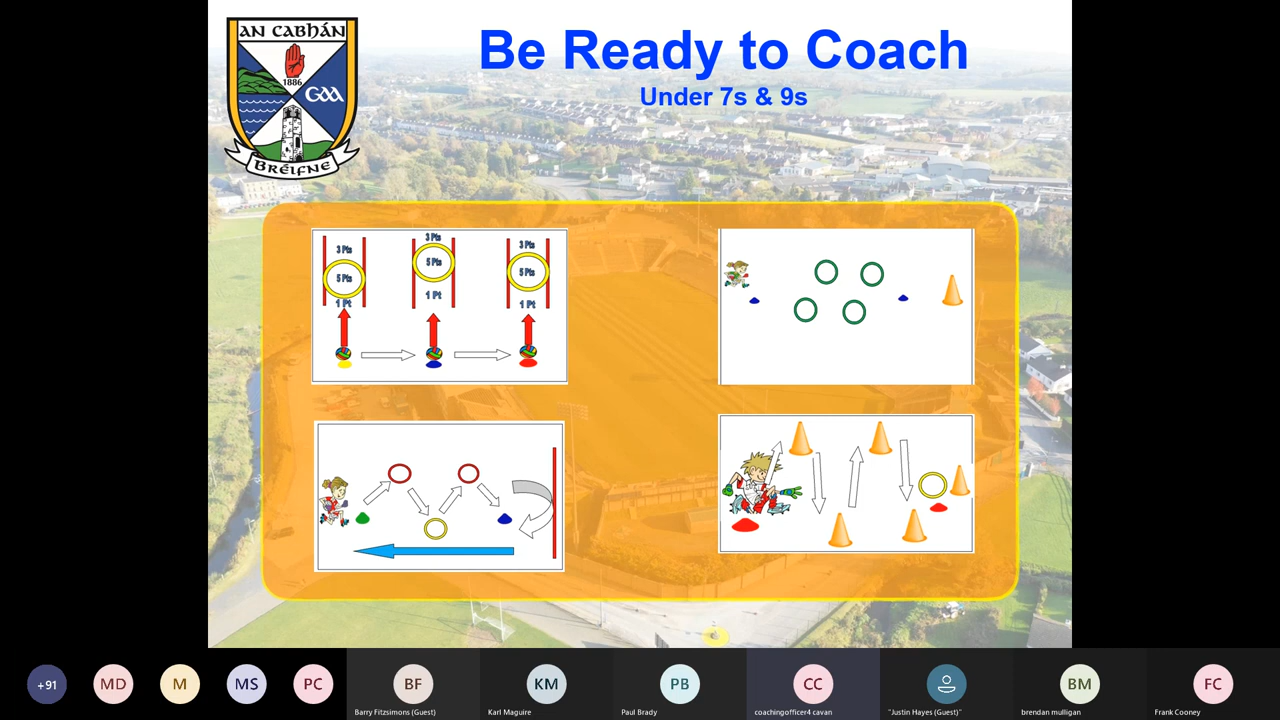 AN CABHÁN
1886
GAA
BRÉIFNE
Be Ready to Coach
Under 7s & 9s
3 Pts
5 Pts
1 Pt
3 Pts
5 Pts
1 Pt
3 Pts
5 Pts
1 Pt
+91
MD
M
MS
PC
BF
Barry Fitzsimons (Guest)
KM
Karl Maguire
PB
Paul Brady
CC
coachingofficer4 cavan
"Justin Hayes (Guest)"
BM
brendan mulligan
FC
Frank Cooney